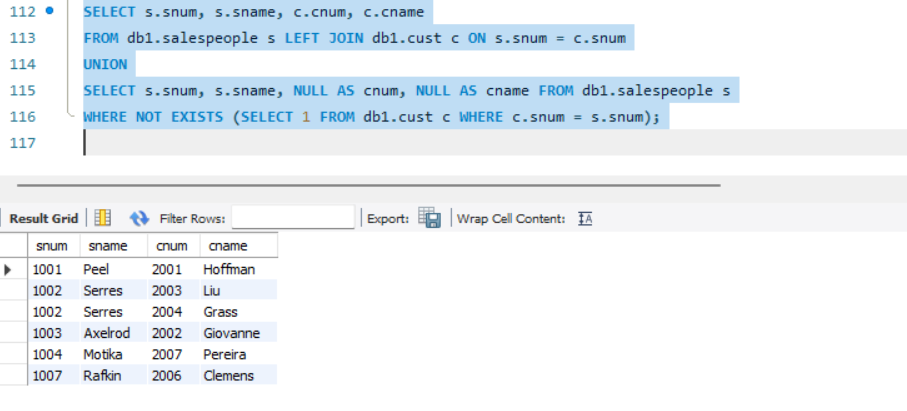 112 SELECT s.snum, s.sname, c.cnum, c.cname
113 FROM db1.salespeople s LEFT JOIN db1.cust c ON s.snum = c.snum
114 UNION
115 SELECT s.snum, s.sname, NULL AS cnum, NULL AS cname FROM db1.salespeople s
116 WHERE NOT EXISTS (SELECT 1 FROM db1.cust c WHERE c.snum = s.snum);
117
Result Grid Filter Rows: Export: Wrap Cell Content: IA
snum sname cnum cname
1001 Peel 2001 Hoffman
1002 Serres 2003 Liu
1002 Serres 2004 Grass
1003 Axelrod 2002 Giovanne
1004 Motika 2007 Pereira
1007 Rafkin 2006 Clemens